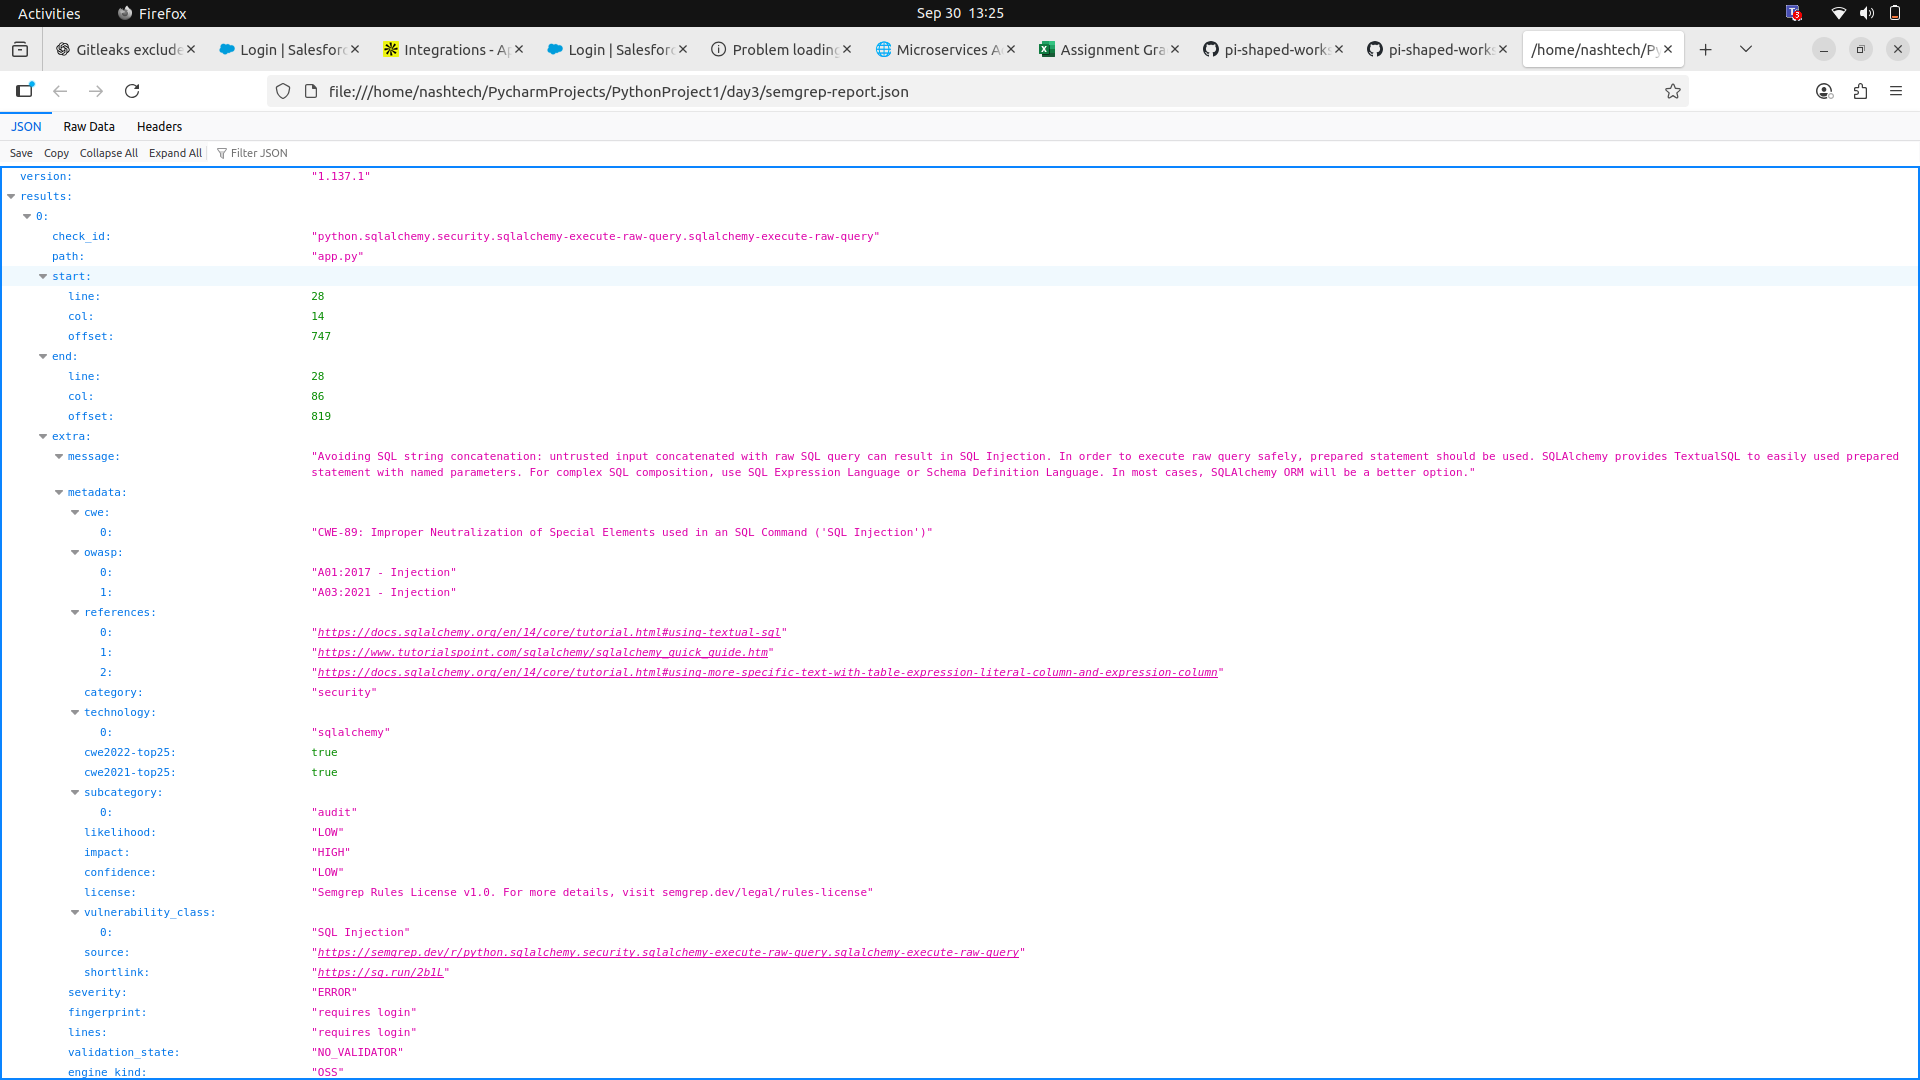 Activities
Firefox
Sep 30 13:25
3
Gitleaks exclude
Login | Salesforc
Integrations - Ap
Login | Salesforc
Problem loading
Microservices A
Assignment Gra
pi-shaped-works
pi-shaped-works
/home/nashtech/Py
file:///home/nashtech/PycharmProjects/PythonProject1/day3/semgrep-report.json
JSON Raw Data Headers
Save Copy Collapse All Expand All Filter JSON
version: "1.137.1"
results:
0:
check_id: "python.sqlalchemy.security.sqlalchemy-execute-raw-query.sqlalchemy-execute-raw-query"
path: "app.py"
start:
line: 28
col: 14
offset: 747
end:
line: 28
col: 86
offset: 819
extra:
message: "Avoiding SQL string concatenation: untrusted input concatenated with raw SQL query can result in SQL Injection. In order to execute raw query safely, prepared statement should be used. SQLAlchemy provides TextualSQL to easily used prepared
statement with named parameters. For complex SQL composition, use SQL Expression Language or Schema Definition Language. In most cases, SQLAlchemy ORM will be a better option."
metadata:
cwe:
0: "CWE-89: Improper Neutralization of Special Elements used in an SQL Command ('SQL Injection')"
owasp:
0: "A01:2017 - Injection"
1: "A03:2021 - Injection"
references:
0: "https://docs.sqlalchemy.org/en/14/core/tutorial.html#using-textual-sql"
1: "https://www.tutorialspoint.com/sqlalchemy/sqlalchemy_quick_guide.htm"
2: "https://docs.sqlalchemy.org/en/14/core/tutorial.html#using-more-specific-text-with-table-expression-literal-column-and-expression-column"
category: "security"
technology:
0: "sqlalchemy"
cwe2022-top25: true
cwe2021-top25: true
subcategory:
0: "audit"
likelihood: "LOW"
impact: "HIGH"
confidence: "LOW"
license: "Semgrep Rules License v1.0. For more details, visit semgrep.dev/legal/rules-license"
vulnerability_class:
0: "SQL Injection"
source: "https://semgrep.dev/r/python.sqlalchemy.security.sqlalchemy-execute-raw-query.sqlalchemy-execute-raw-query"
shortlink: "https://sg.run/2b1L"
severity: "ERROR"
fingerprint: "requires login"
lines: "requires login"
validation_state: "NO_VALIDATOR"
engine_kind: "OSS"